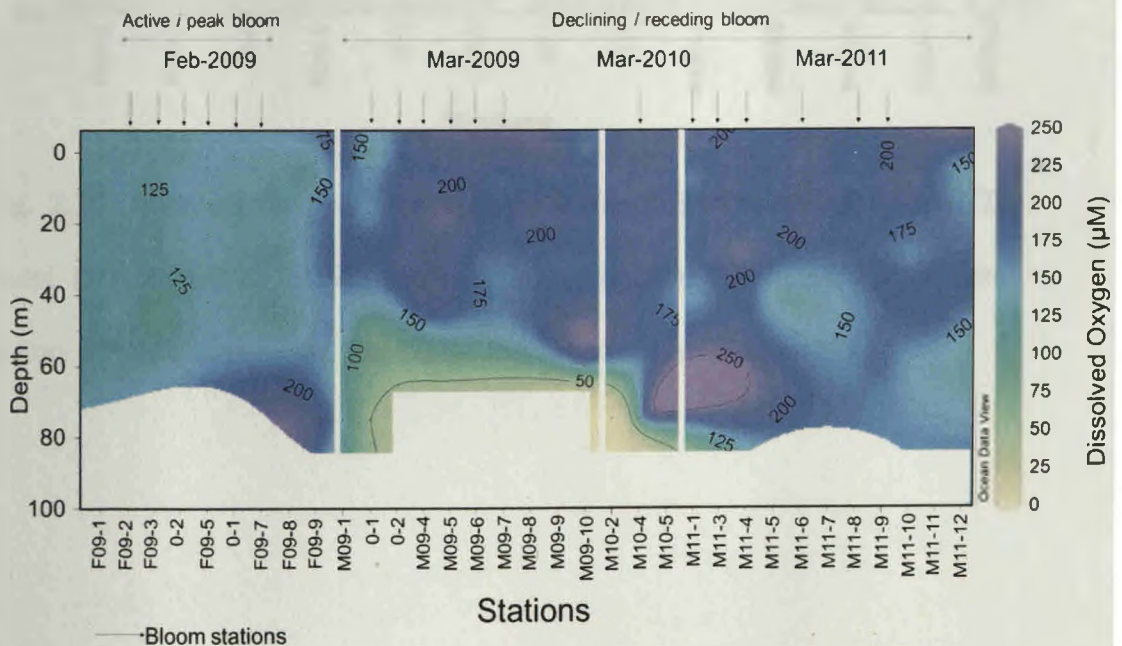 Active i peak bloom
Declining / receding bloom
Feb-2009
Mar-2009
Mar-2010
Mar-2011
0
20
40
60
80
100
Depth (m)
125
125
150
200
150
200
200
175
150
100
50
175
200
200
200
175
200
250
150
200
125
150
150
250
225
200
175
150
125
100
75
50
25
0
Dissolved Oxygen (µM)
Ocean Data View
F09-1
F09-2
F09-3
0-2
F09-5
0-1
F09-7
F09-8
F09-9
M09-1
0-1
0-2
M09-4
M09-5
M09-6
M09-7
M09-8
M09-9
M09-10
M10-2
M10-4
M10-5
M11-1
M11-3
M11-4
M11-5
M11-6
M11-7
M11-8
M11-9
M11-10
M11-11
M11-12
Stations
Bloom stations